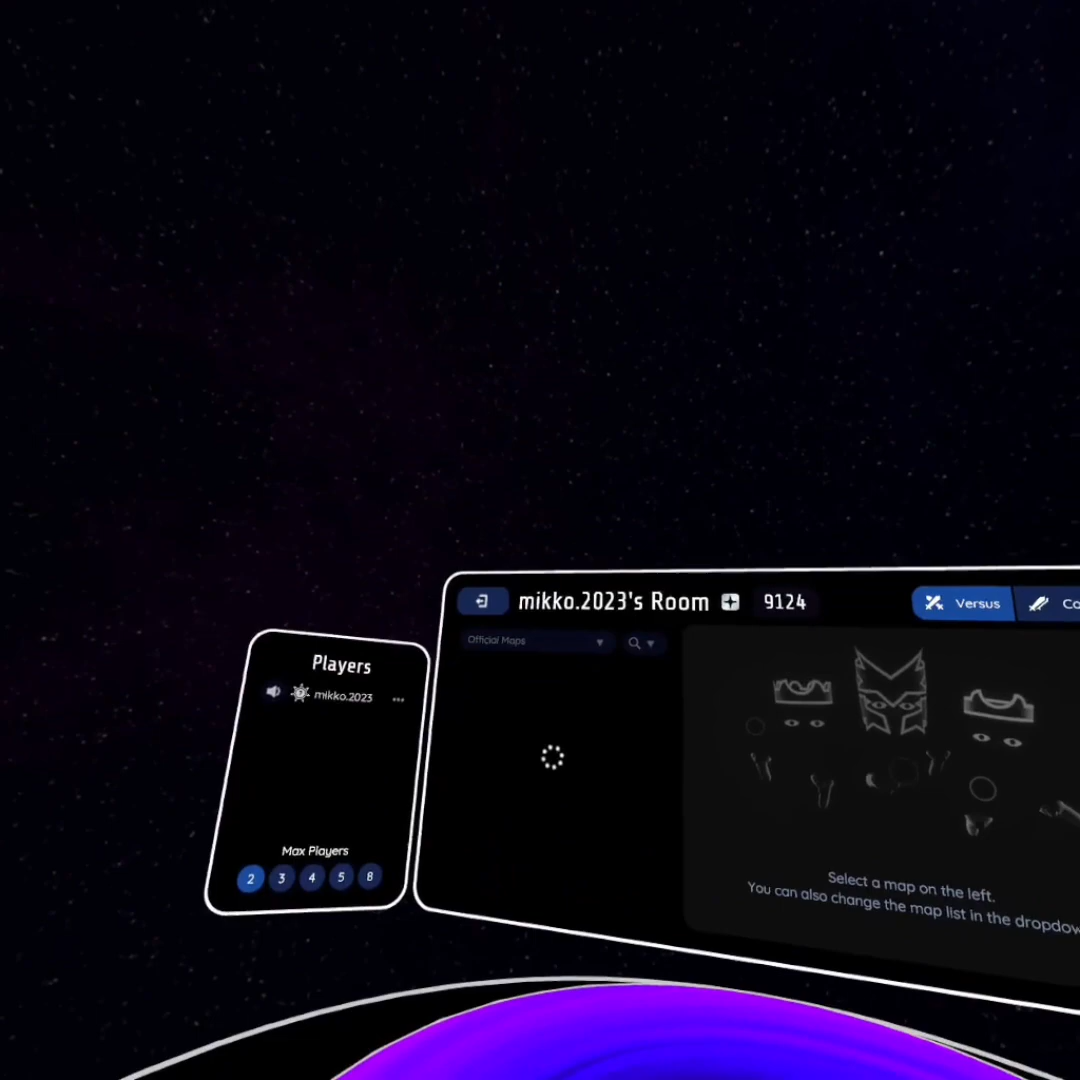 mikko.2023's Room
9124
Versus
Co
Official Maps
Players
mikko.2023
Max Players
2 3 4 5 8
Select a map on the left.
You can also change the map list in the dropdow